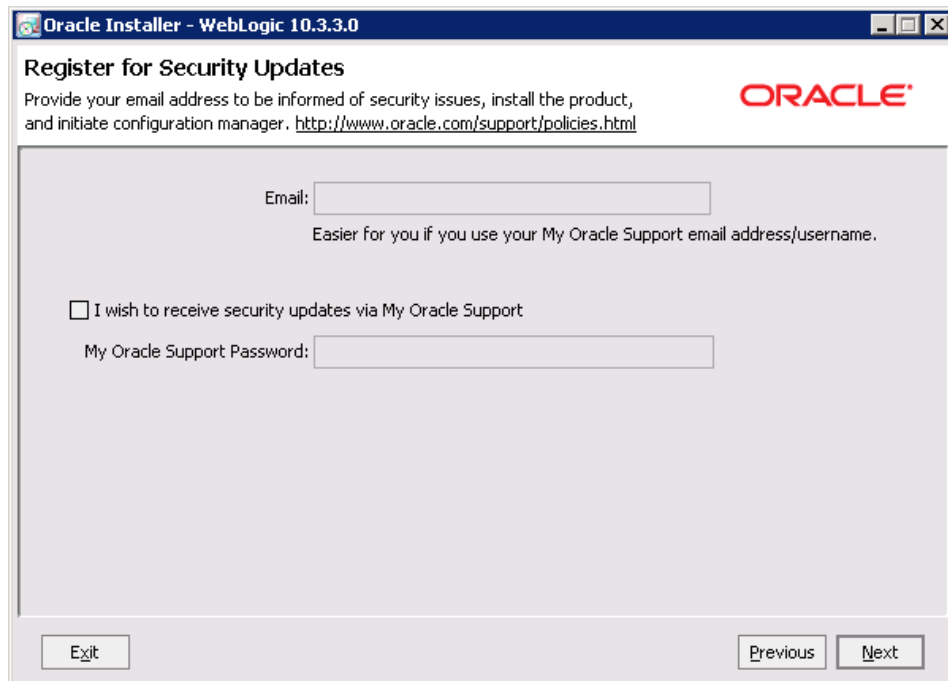 Oracle Installer - WebLogic 10.3.3.0
Register for Security Updates
Provide your email address to be informed of security issues, install the product,
and initiate configuration manager. http://www.oracle.com/support/policies.html
ORACLE
Email:
Easier for you if you use your My Oracle Support email address/username.
I wish to receive security updates via My Oracle Support
My Oracle Support Password:
Exit Previous Next